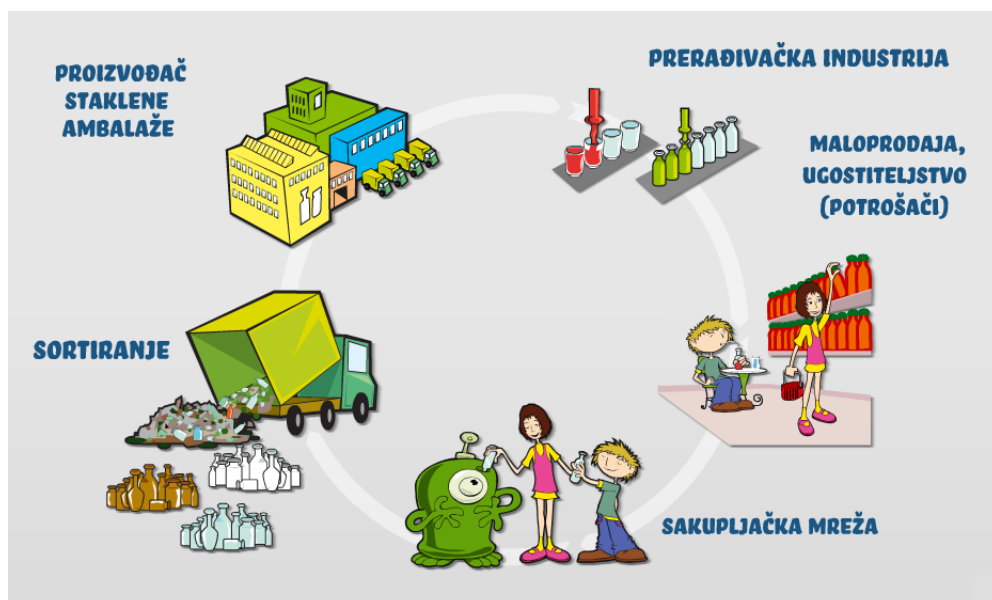 PROIZVOĐAČ
STAKLENE
AMBALAŽE
PRERAĐIVAČKA INDUSTRIJA
MALOPRODAJA,
UGOSTITELJSTVO
(POTROŠAČI)
SORTIRANJE
SAKUPLJAČKA MREŽA